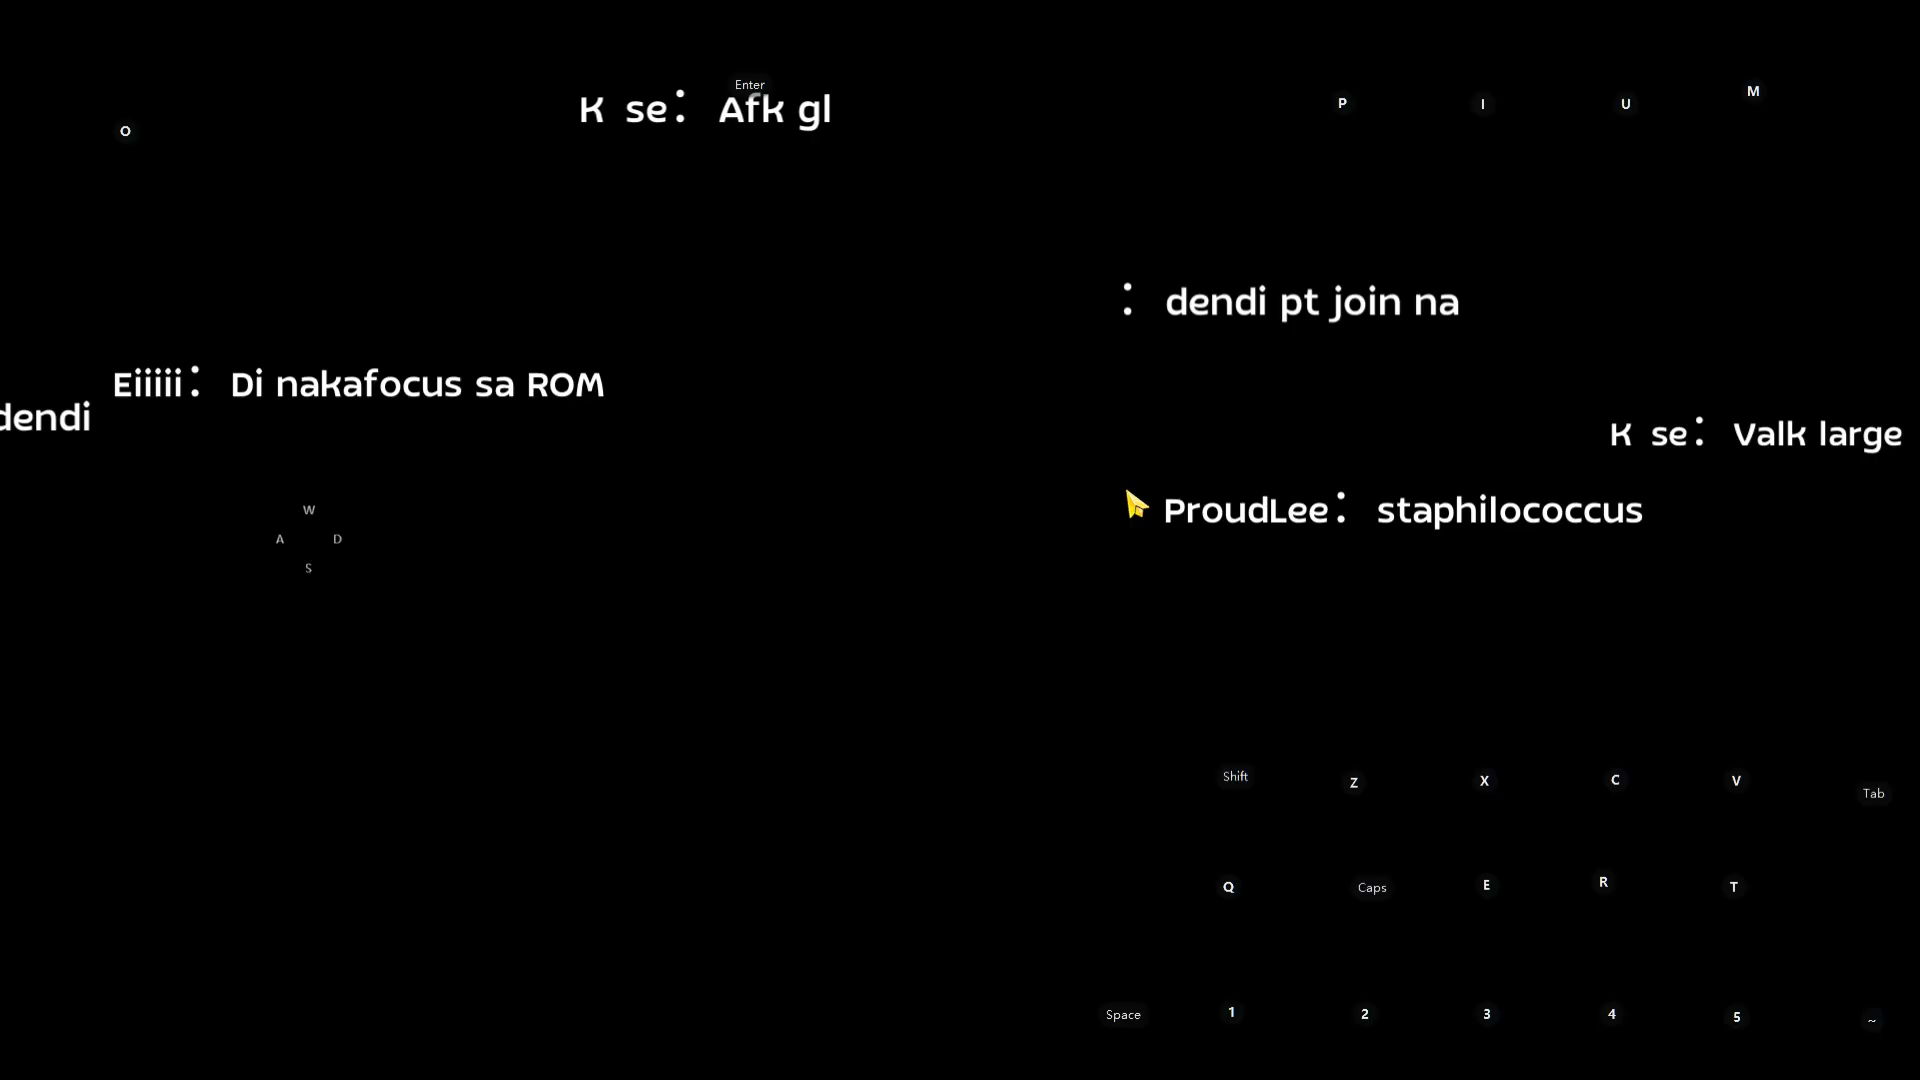 Enter
P
I
U
M
K se： Afk gl
O
： dendi pt join na
Eiiiii： Di nakafocus sa ROM
dendi
K se： Valk large
ProudLee： staphilococcus
W
A D
S
Shift Z X C V Tab
Q Caps E R T
Space 1 2 3 4 5 ~